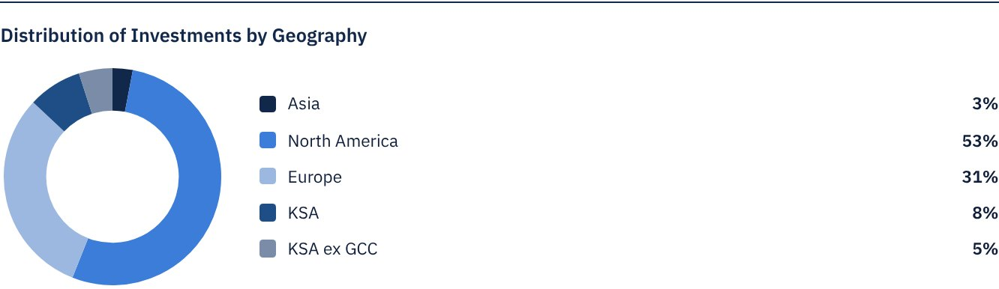 Distribution of Investments by Geography
Asia 3%
North America 53%
Europe 31%
KSA 8%
KSA ex GCC 5%